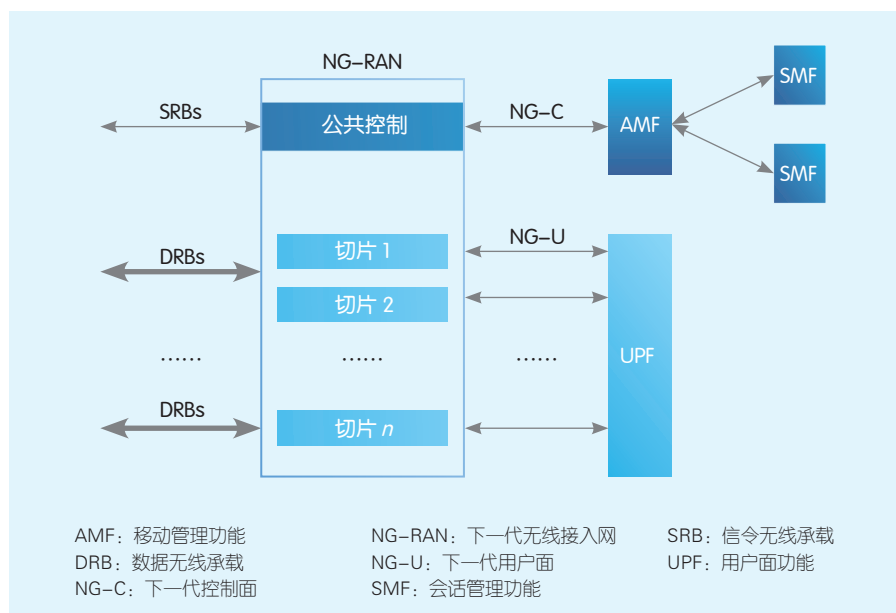 NG–RAN
SRBs
公共控制
NG–C
AMF
SMF
SMF
DRBs
切片 1
NG–U
切片 2
……
……
……
UPF
DRBs
切片 n
AMF：移动管理功能
DRB：数据无线承载
NG–C：下一代控制面
NG–RAN：下一代无线接入网
NG–U：下一代用户面
SMF：会话管理功能
SRB：信令无线承载
UPF：用户面功能